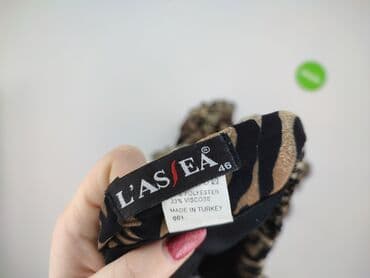 L'ASSEA®
46
POLYESTER
33% VISCOSE
MADE IN TURKEY
001